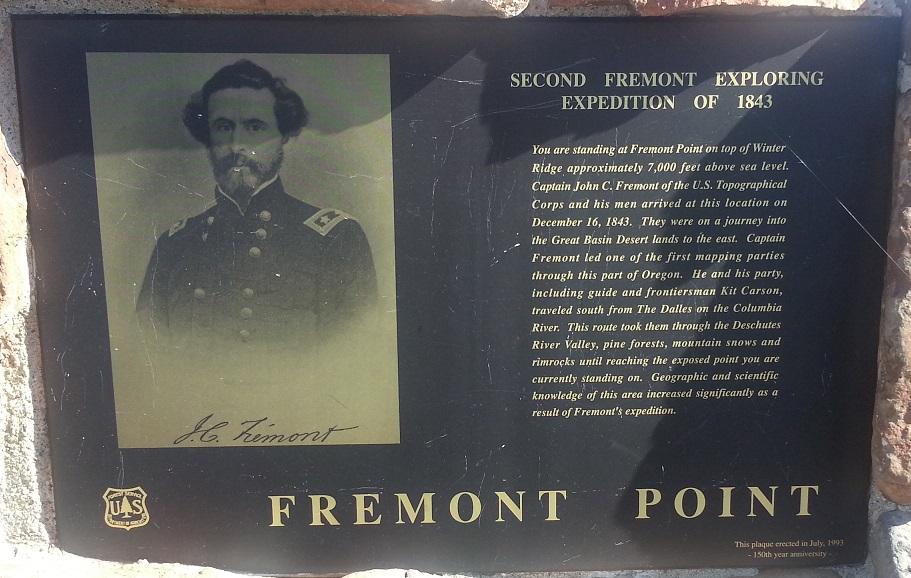 SECOND FREMONT EXPLORING
EXPEDITION OF 1843
You are standing at Fremont Point on top of Winter
Ridge approximately 7,000 feet above sea level.
Captain John C. Fremont of the U.S. Topographical
Corps and his men arrived at this location on
December 16, 1843. They were on a journey into
the Great Basin Desert lands to the east. Captain
Fremont led one of the first mapping parties
through this part of Oregon. He and his party,
including guide and frontiersman Kit Carson,
traveled south from The Dalles on the Columbia
River. This route took them through the Deschutes
River Valley, pine forests, mountain snows and
rimrocks until reaching the exposed point you are
currently standing on. Geographic and scientific
knowledge of this area increased significantly as a
result of Fremont's expedition.
J.C. Frémont
FOREST SERVICE
U S
DEPARTMENT OF AGRICULTURE
FREMONT POINT
This plaque erected in July, 1993
- 150th year anniversity -